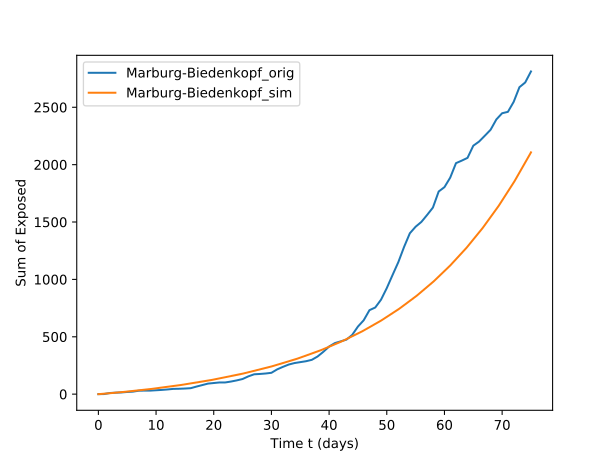 Marburg-Biedenkopf_orig
Marburg-Biedenkopf_sim
Sum of Exposed
2500
2000
1500
1000
500
0
0 10 20 30 40 50 60 70
Time t (days)